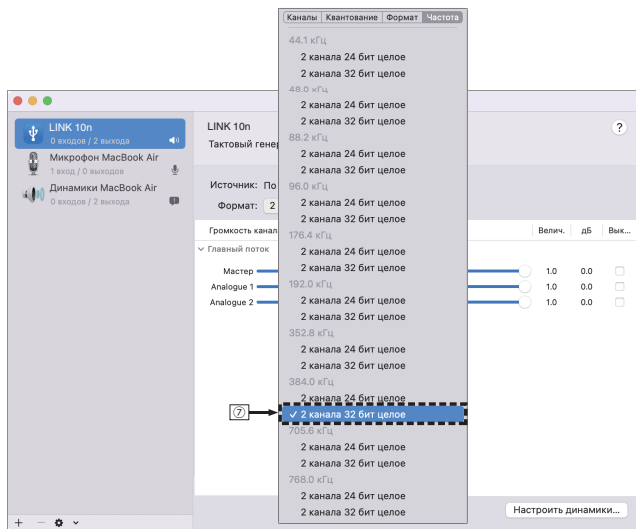 Каналы Квантование Формат Частота
44.1 кГц
2 канала 24 бит целое
2 канала 32 бит целое
48.0 кГц
2 канала 24 бит целое
2 канала 32 бит целое
88.2 кГц
2 канала 24 бит целое
2 канала 32 бит целое
96.0 кГц
2 канала 24 бит целое
2 канала 32 бит целое
176.4 кГц
2 канала 24 бит целое
2 канала 32 бит целое
192.0 кГц
2 канала 24 бит целое
2 канала 32 бит целое
352.8 кГц
2 канала 24 бит целое
384.0 кГц
2 канала 24 бит целое
✓ 2 канала 32 бит целое
705.6 кГц
2 канала 24 бит целое
2 канала 32 бит целое
768.0 кГц
2 канала 24 бит целое
2 канала 32 бит целое
⑦
LINK 10n
0 входов / 2 выхода
Микрофон MacBook Air
1 вход / 0 выходов
Динамики MacBook Air
0 входов / 2 выхода
LINK 10n
?
Тактовый
Источник:
Формат: 2
Громкость
Велич. дБ Вык...
Главный поток
Мастер 1.0 0.0
Analogue 1 1.0 0.0
Analogue 2 1.0 0.0
Настроить динамики...